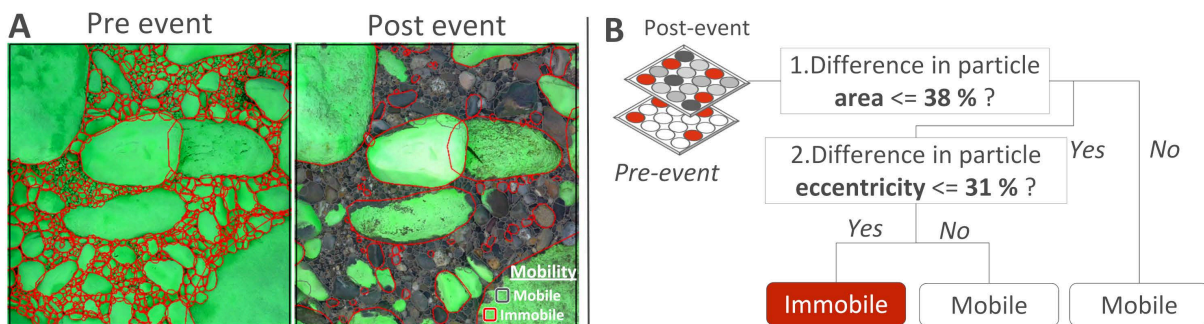 A
Pre event
Post event
Mobility
Mobile
Immobile
B
Post-event
Pre-event
1.Difference in particle
area <= 38 % ?
2.Difference in particle
eccentricity <= 31 % ?
Yes
No
Yes
No
Immobile
Mobile
Mobile